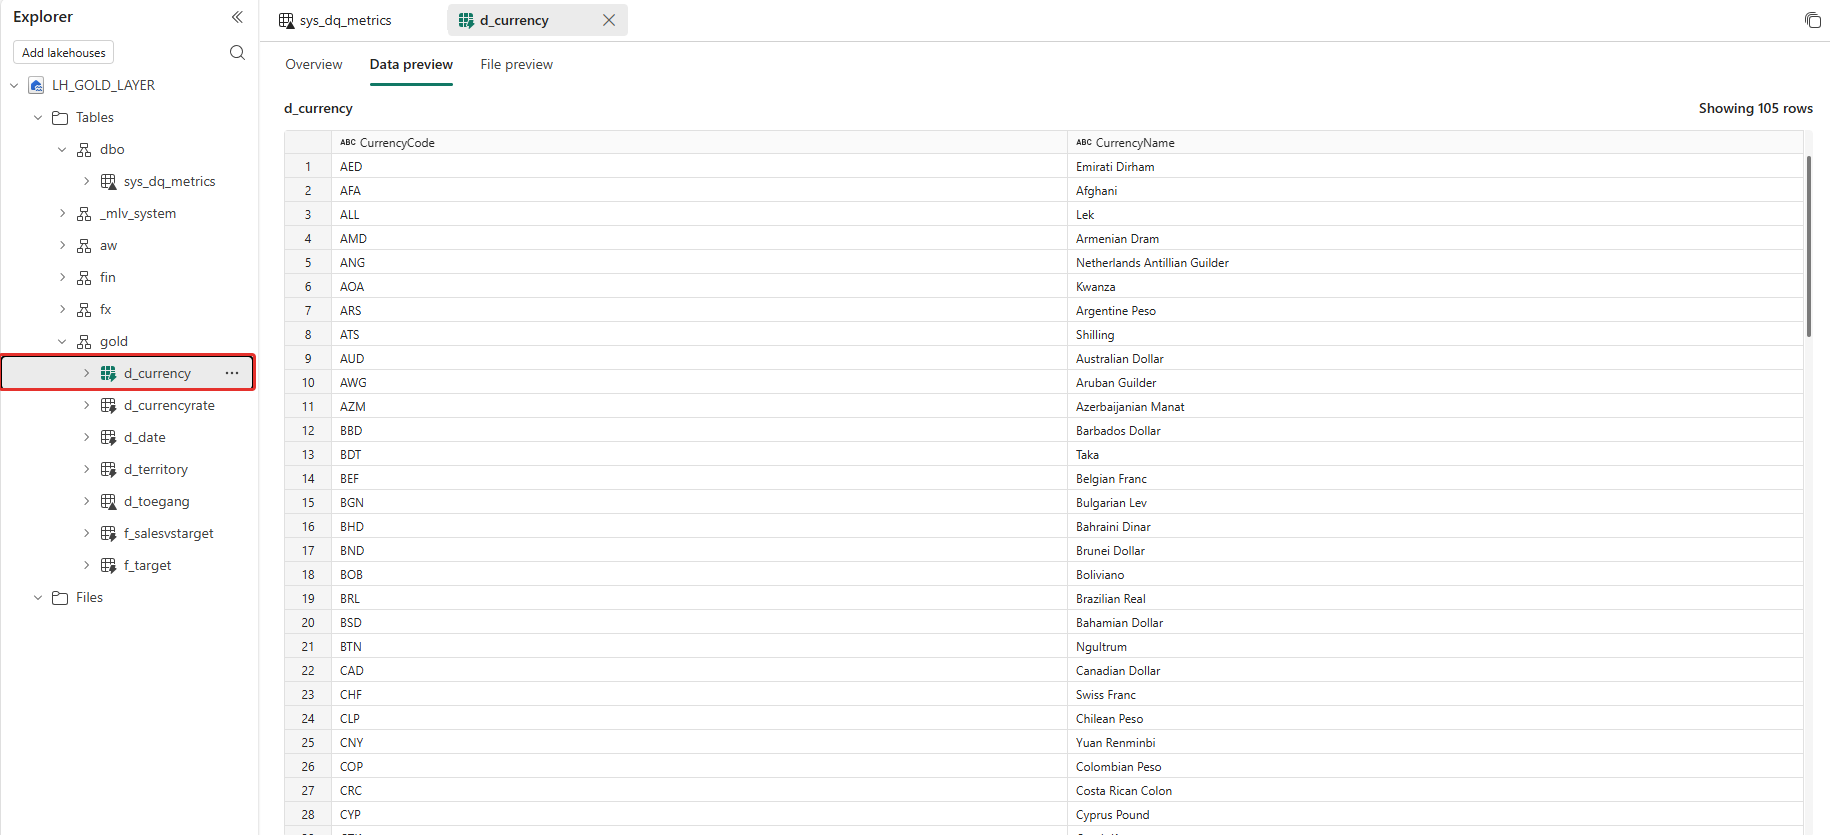 Explorer
Add lakehouses
LH_GOLD_LAYER
Tables
dbo
sys_dq_metrics
_mlv_system
aw
fin
fx
gold
d_currency ...
d_currencyrate
d_date
d_territory
d_toegang
f_salesvstarget
f_target
Files
sys_dq_metrics d_currency
Overview Data preview File preview
d_currency Showing 105 rows
ABC CurrencyCode ABC CurrencyName
1 AED Emirati Dirham
2 AFA Afghani
3 ALL Lek
4 AMD Armenian Dram
5 ANG Netherlands Antillian Guilder
6 AOA Kwanza
7 ARS Argentine Peso
8 ATS Shilling
9 AUD Australian Dollar
10 AWG Aruban Guilder
11 AZM Azerbaijanian Manat
12 BBD Barbados Dollar
13 BDT Taka
14 BEF Belgian Franc
15 BGN Bulgarian Lev
16 BHD Bahraini Dinar
17 BND Brunei Dollar
18 BOB Boliviano
19 BRL Brazilian Real
20 BSD Bahamian Dollar
21 BTN Ngultrum
22 CAD Canadian Dollar
23 CHF Swiss Franc
24 CLP Chilean Peso
25 CNY Yuan Renminbi
26 COP Colombian Peso
27 CRC Costa Rican Colon
28 CYP Cyprus Pound